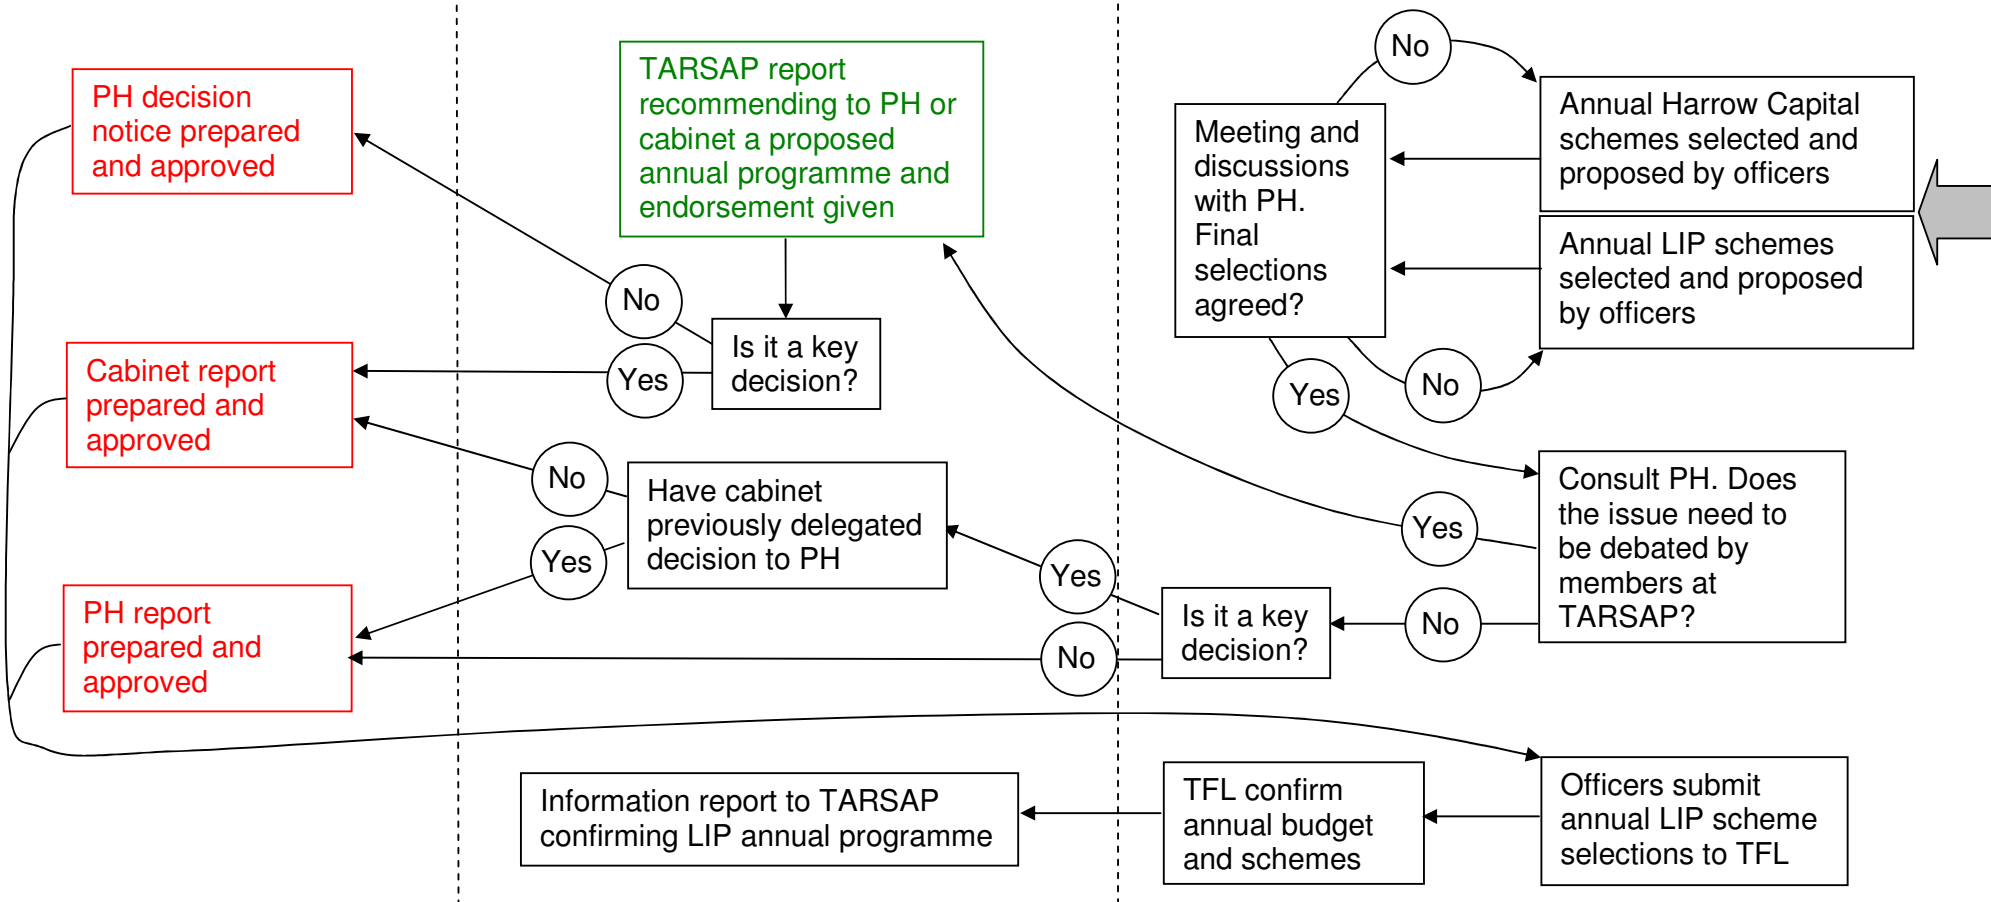 PH decision
notice prepared
and approved
TARSAP report
recommending to PH or
cabinet a proposed
annual programme and
endorsement given
No
Meeting and
discussions
with PH.
Final
selections
agreed?
Annual Harrow Capital
schemes selected and
proposed by officers
Annual LIP schemes
selected and proposed
by officers
No
Is it a key
decision?
Yes
Cabinet report
prepared and
approved
Yes
No
No
Have cabinet
previously delegated
decision to PH
Yes
Consult PH. Does
the issue need to
be debated by
members at
TARSAP?
Yes
Yes
Is it a key
decision?
No
No
PH report
prepared and
approved
Information report to TARSAP
confirming LIP annual programme
TFL confirm
annual budget
and schemes
Officers submit
annual LIP scheme
selections to TFL